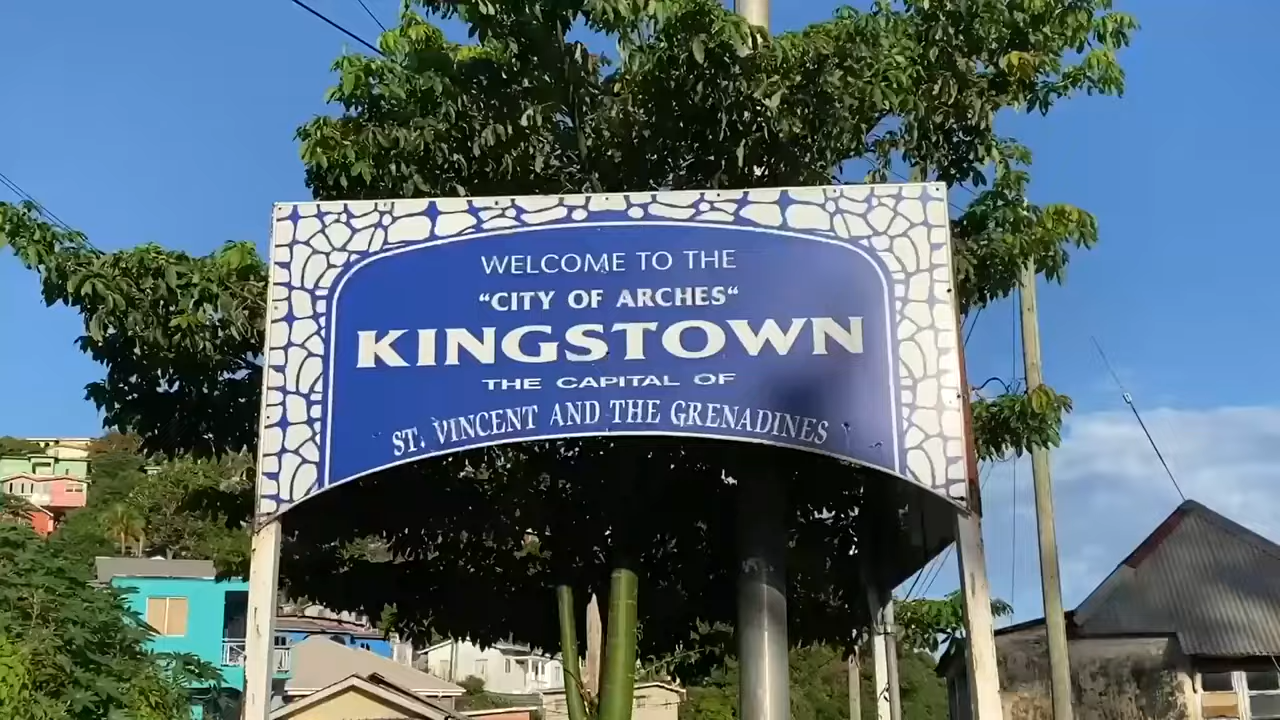 WELCOME TO THE
“CITY OF ARCHES“
KINGSTOWN
THE CAPITAL OF
ST. VINCENT AND THE GRENADINES